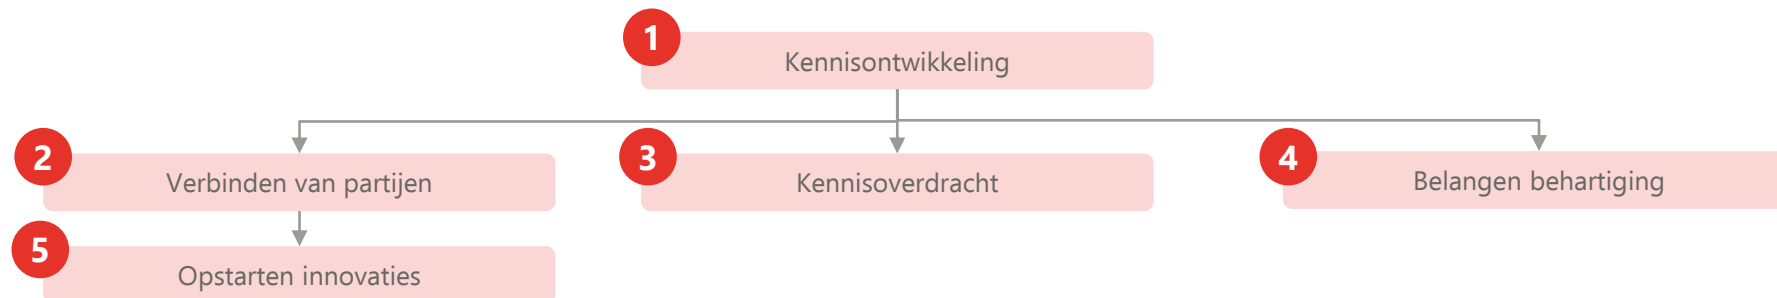 1
Kennisontwikkeling
2
Verbinden van partijen
3
Kennisoverdracht
4
Belangen behartiging
5
Opstarten innovaties